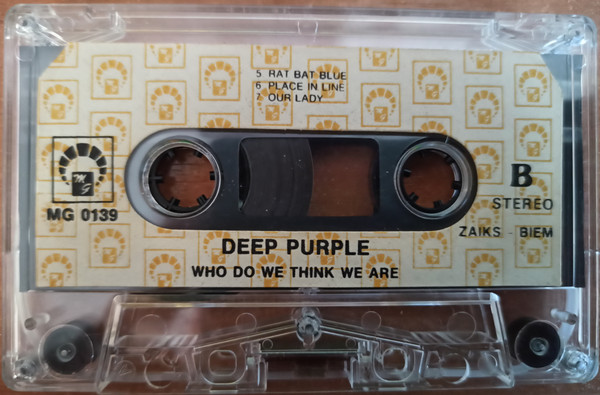 5 RAT BAT BLUE
6 PLACE IN LINE
7 OUR LADY
MG
MG 0139
B
STEREO
ZAIKS - BIEM
DEEP PURPLE
WHO DO WE THINK WE ARE